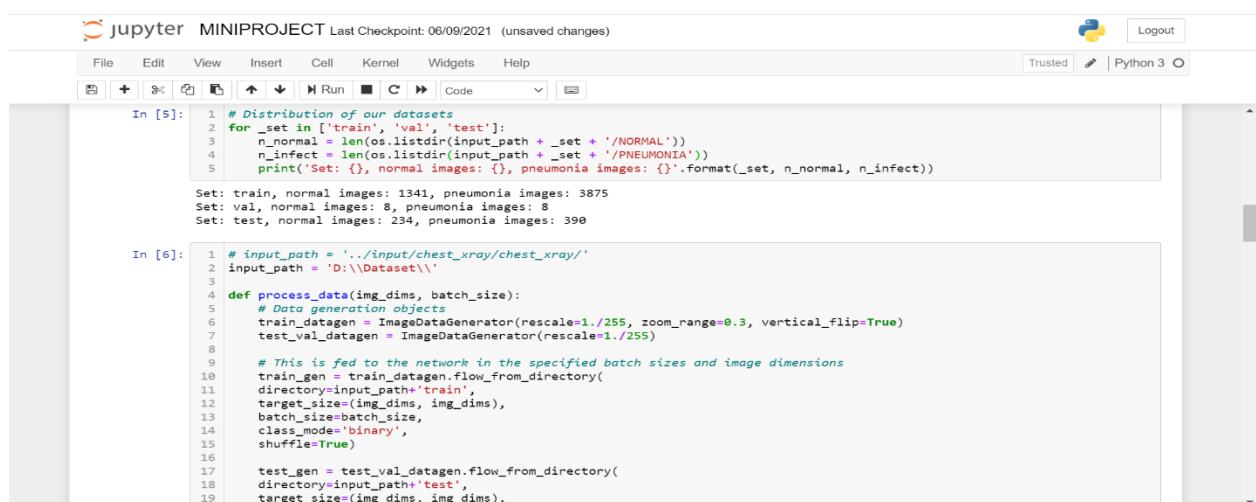 jupyter MINIPROJECT Last Checkpoint: 06/09/2021 (unsaved changes) Logout
File Edit View Insert Cell Kernel Widgets Help Trusted Python 3
Run Code
In [5]: 1 # Distribution of our datasets
2 for _set in ['train', 'val', 'test']:
3     n_normal = len(os.listdir(input_path + _set + '/NORMAL'))
4     n_infect = len(os.listdir(input_path + _set + '/PNEUMONIA'))
5     print('Set: {}, normal images: {}, pneumonia images: {}'.format(_set, n_normal, n_infect))
Set: train, normal images: 1341, pneumonia images: 3875
Set: val, normal images: 8, pneumonia images: 8
Set: test, normal images: 234, pneumonia images: 390
In [6]: 1 # input_path = '../input/chest_xray/chest_xray/'
2 input_path = 'D:\\Dataset\\'
3
4 def process_data(img_dims, batch_size):
5     # Data generation objects
6     train_datagen = ImageDataGenerator(rescale=1./255, zoom_range=0.3, vertical_flip=True)
7     test_val_datagen = ImageDataGenerator(rescale=1./255)
8
9     # This is fed to the network in the specified batch sizes and image dimensions
10     train_gen = train_datagen.flow_from_directory(
11     directory=input_path+'train',
12     target_size=(img_dims, img_dims),
13     batch_size=batch_size,
14     class_mode='binary',
15     shuffle=True)
16
17     test_gen = test_val_datagen.flow_from_directory(
18     directory=input_path+'test',
19     target_size=(img_dims, img_dims),